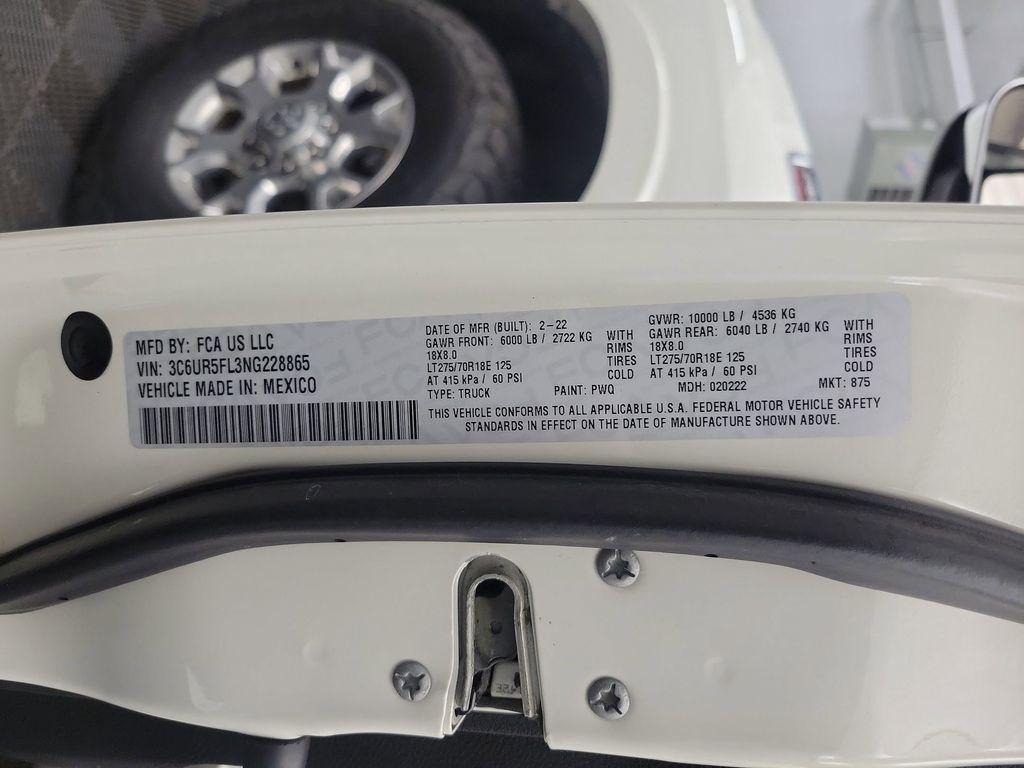 MFD BY: FCA US LLC
VIN: 3C6UR5FL3NG228865
VEHICLE MADE IN: MEXICO
DATE OF MFR (BUILT): 2-22
GAWR FRONT: 6000 LB / 2722 KG WITH
18X8.0 RIMS
LT275/70R18E 125 TIRES
AT 415 kPa / 60 PSI COLD
TYPE: TRUCK PAINT: PWQ
GVWR: 10000 LB / 4536 KG
GAWR REAR: 6040 LB / 2740 KG WITH
18X8.0 RIMS
LT275/70R18E 125 TIRES
AT 415 kPa / 60 PSI COLD
MDH: 020222 MKT: 875
THIS VEHICLE CONFORMS TO ALL APPLICABLE U.S.A. FEDERAL MOTOR VEHICLE SAFETY
STANDARDS IN EFFECT ON THE DATE OF MANUFACTURE SHOWN ABOVE.